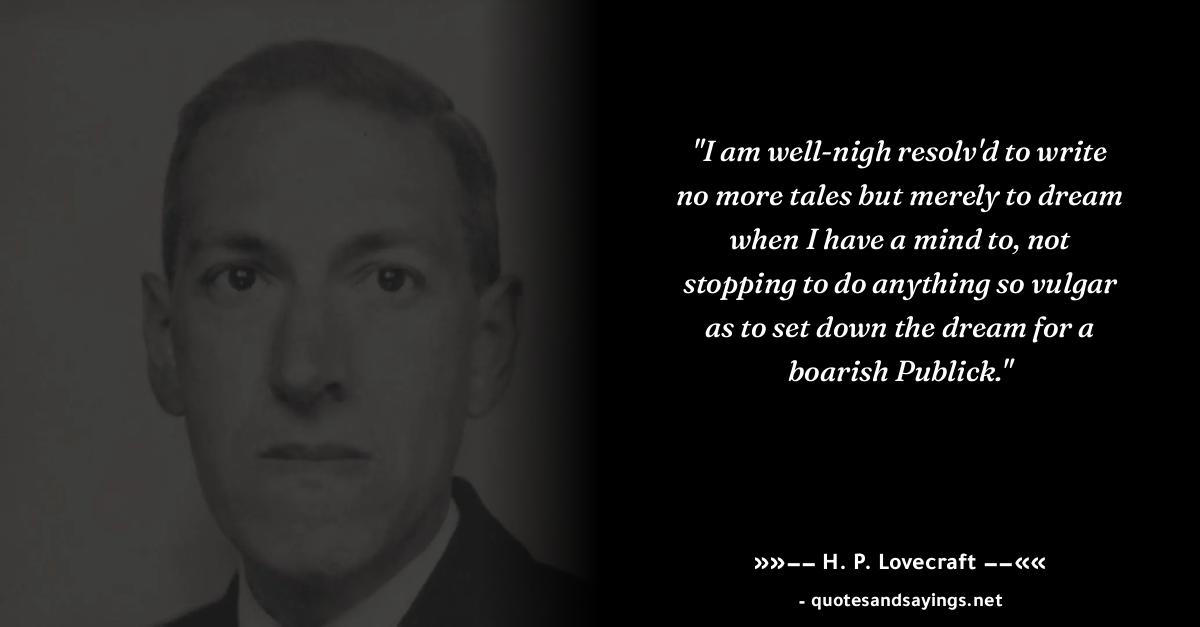 "I am well-nigh resolv'd to write
no more tales but merely to dream
when I have a mind to, not
stopping to do anything so vulgar
as to set down the dream for a
boarish Publick."
»»−− H. P. Lovecraft −−««
- quotesandsayings.net